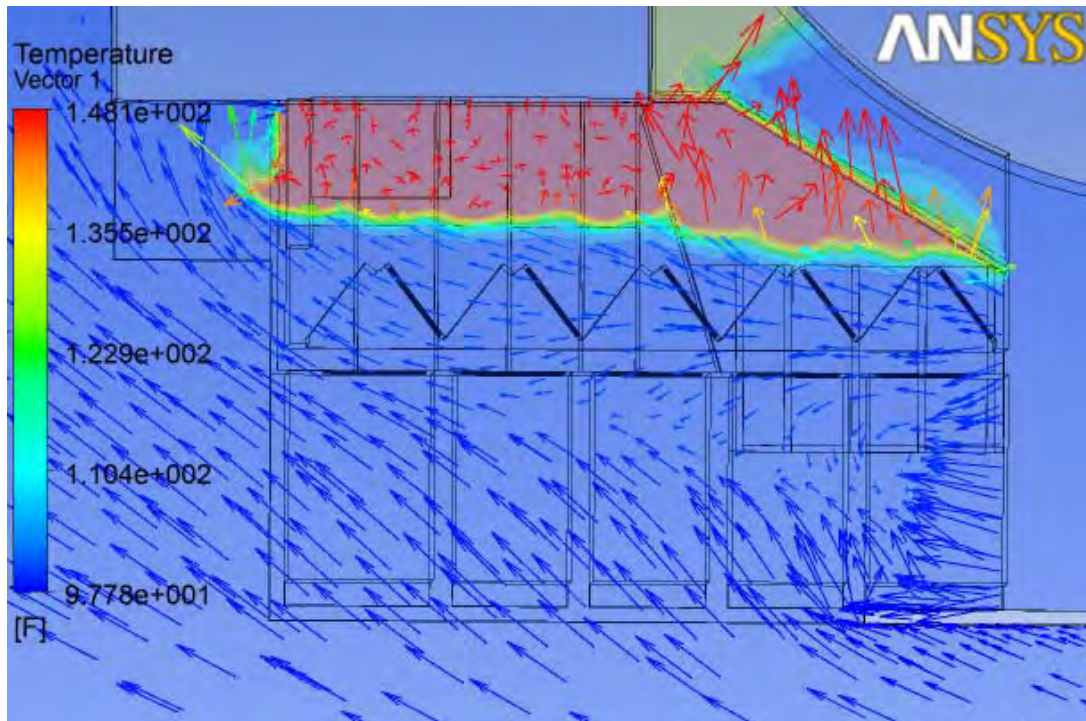 ANSYS
Temperature
Vector 1
1.481e+002
1.355e+002
1.229e+002
1.104e+002
9.778e+001
[F]